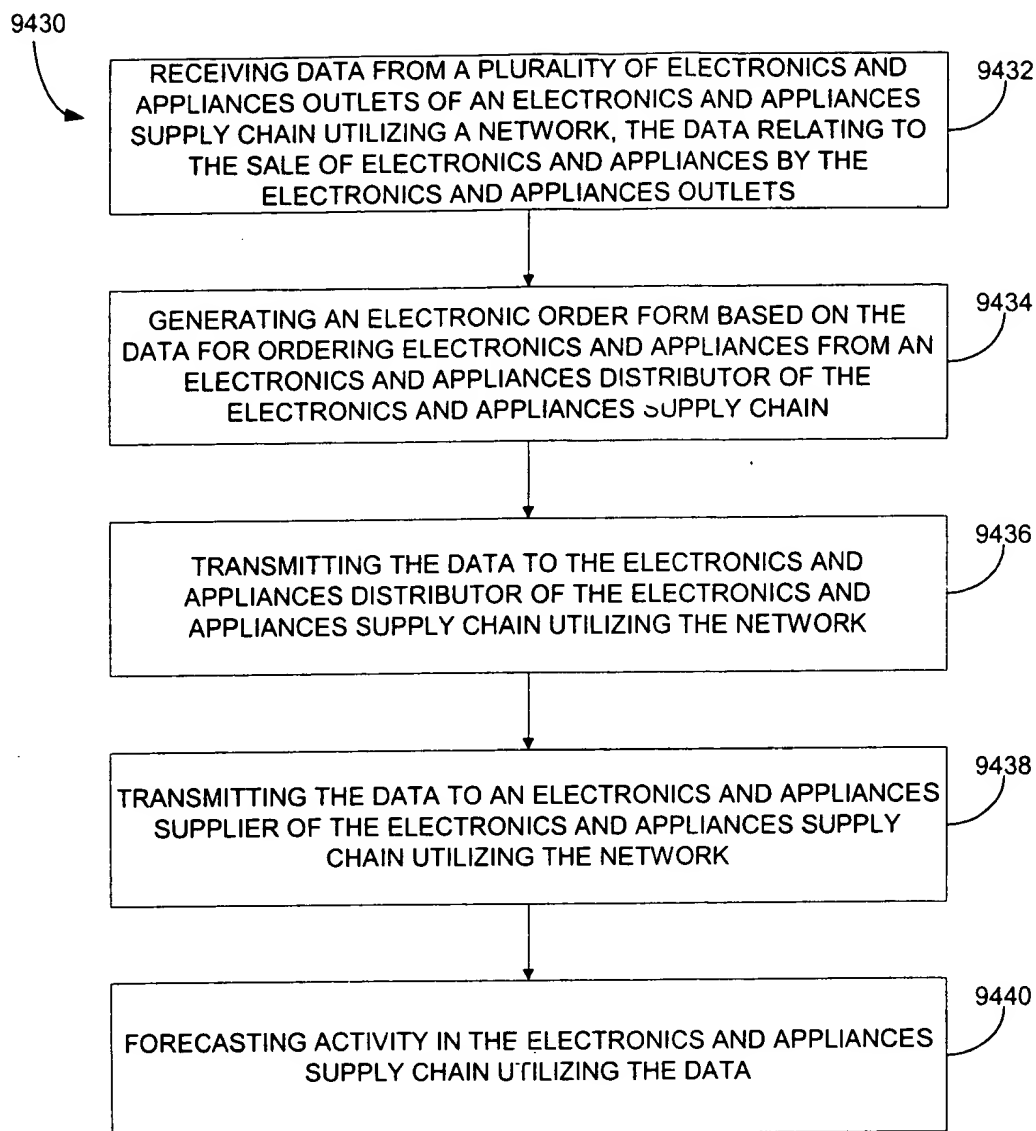 9430
RECEIVING DATA FROM A PLURALITY OF ELECTRONICS AND
APPLIANCES OUTLETS OF AN ELECTRONICS AND APPLIANCES
SUPPLY CHAIN UTILIZING A NETWORK, THE DATA RELATING TO
THE SALE OF ELECTRONICS AND APPLIANCES BY THE
ELECTRONICS AND APPLIANCES OUTLETS
9432
GENERATING AN ELECTRONIC ORDER FORM BASED ON THE
DATA FOR ORDERING ELECTRONICS AND APPLIANCES FROM AN
ELECTRONICS AND APPLIANCES DISTRIBUTOR OF THE
ELECTRONICS AND APPLIANCES SUPPLY CHAIN
9434
TRANSMITTING THE DATA TO THE ELECTRONICS AND
APPLIANCES DISTRIBUTOR OF THE ELECTRONICS AND
APPLIANCES SUPPLY CHAIN UTILIZING THE NETWORK
9436
TRANSMITTING THE DATA TO AN ELECTRONICS AND APPLIANCES
SUPPLIER OF THE ELECTRONICS AND APPLIANCES SUPPLY
CHAIN UTILIZING THE NETWORK
9438
FORECASTING ACTIVITY IN THE ELECTRONICS AND APPLIANCES
SUPPLY CHAIN UTILIZING THE DATA
9440